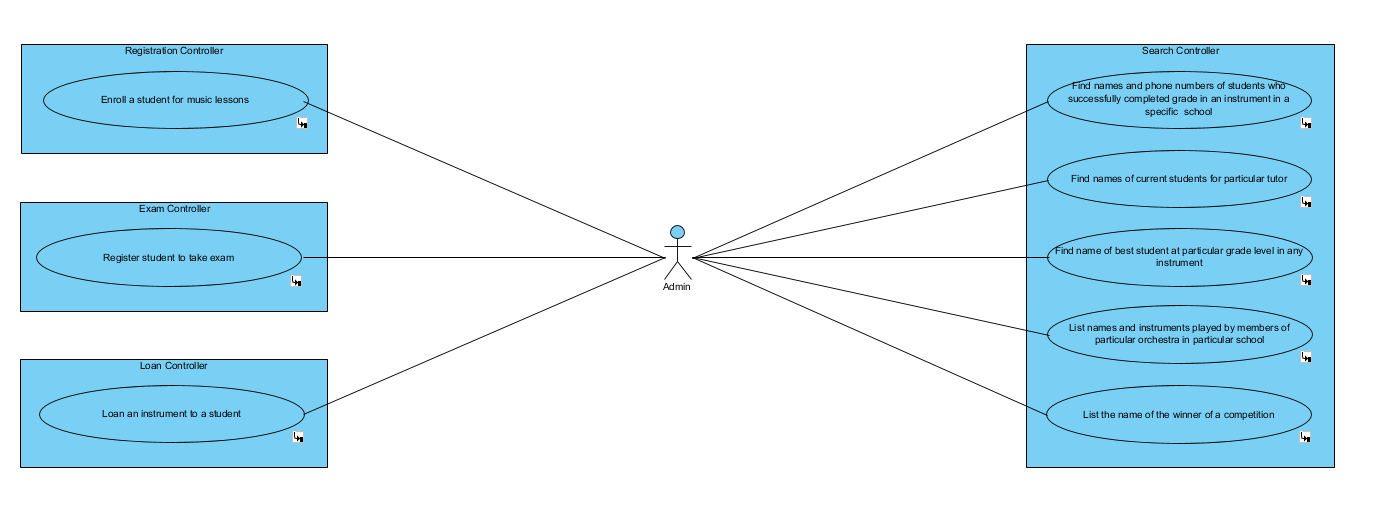 Registration Controller
Enroll a student for music lessons
Exam Controller
Register student to take exam
Loan Controller
Loan an instrument to a student
Admin
Search Controller
Find names and phone numbers of students who
successfully completed grade in an instrument in a
specific school
Find names of current students for particular tutor
Find name of best student at particular grade level in any
instrument
List names and instruments played by members of
particular orchestra in particular school
List the name of the winner of a competition